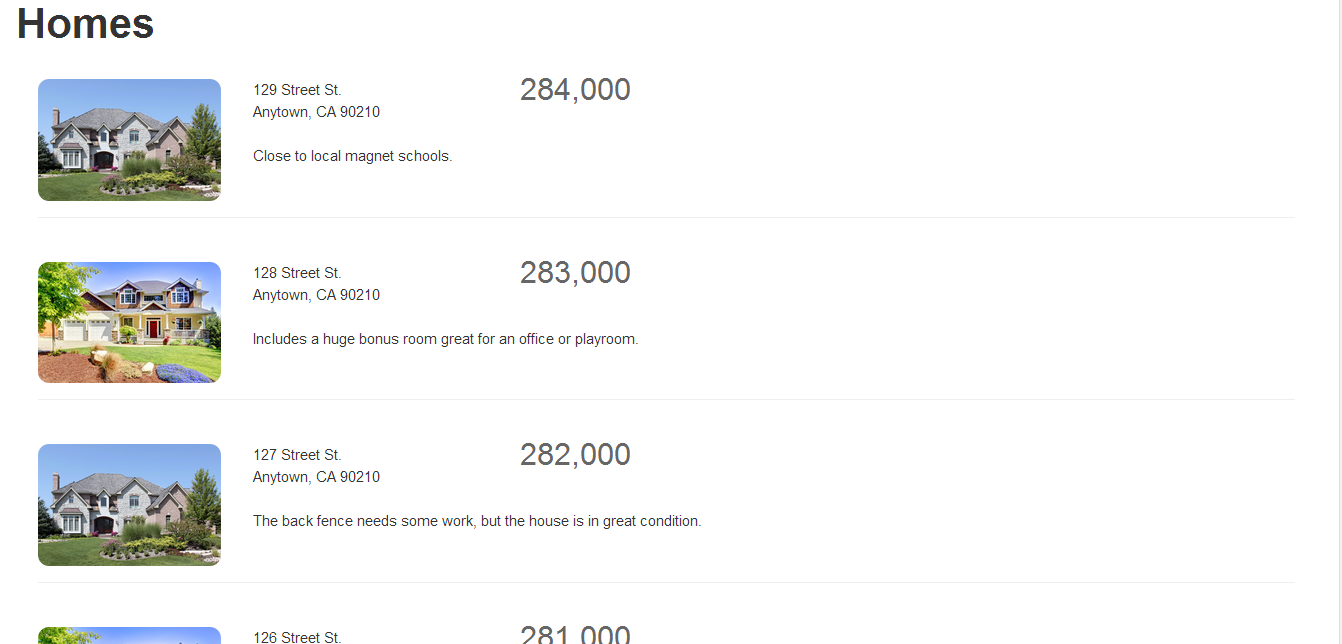 Homes
129 Street St.
Anytown, CA 90210
284,000
Close to local magnet schools.
128 Street St.
Anytown, CA 90210
283,000
Includes a huge bonus room great for an office or playroom.
127 Street St.
Anytown, CA 90210
282,000
The back fence needs some work, but the house is in great condition.
126 Street St.
281,000